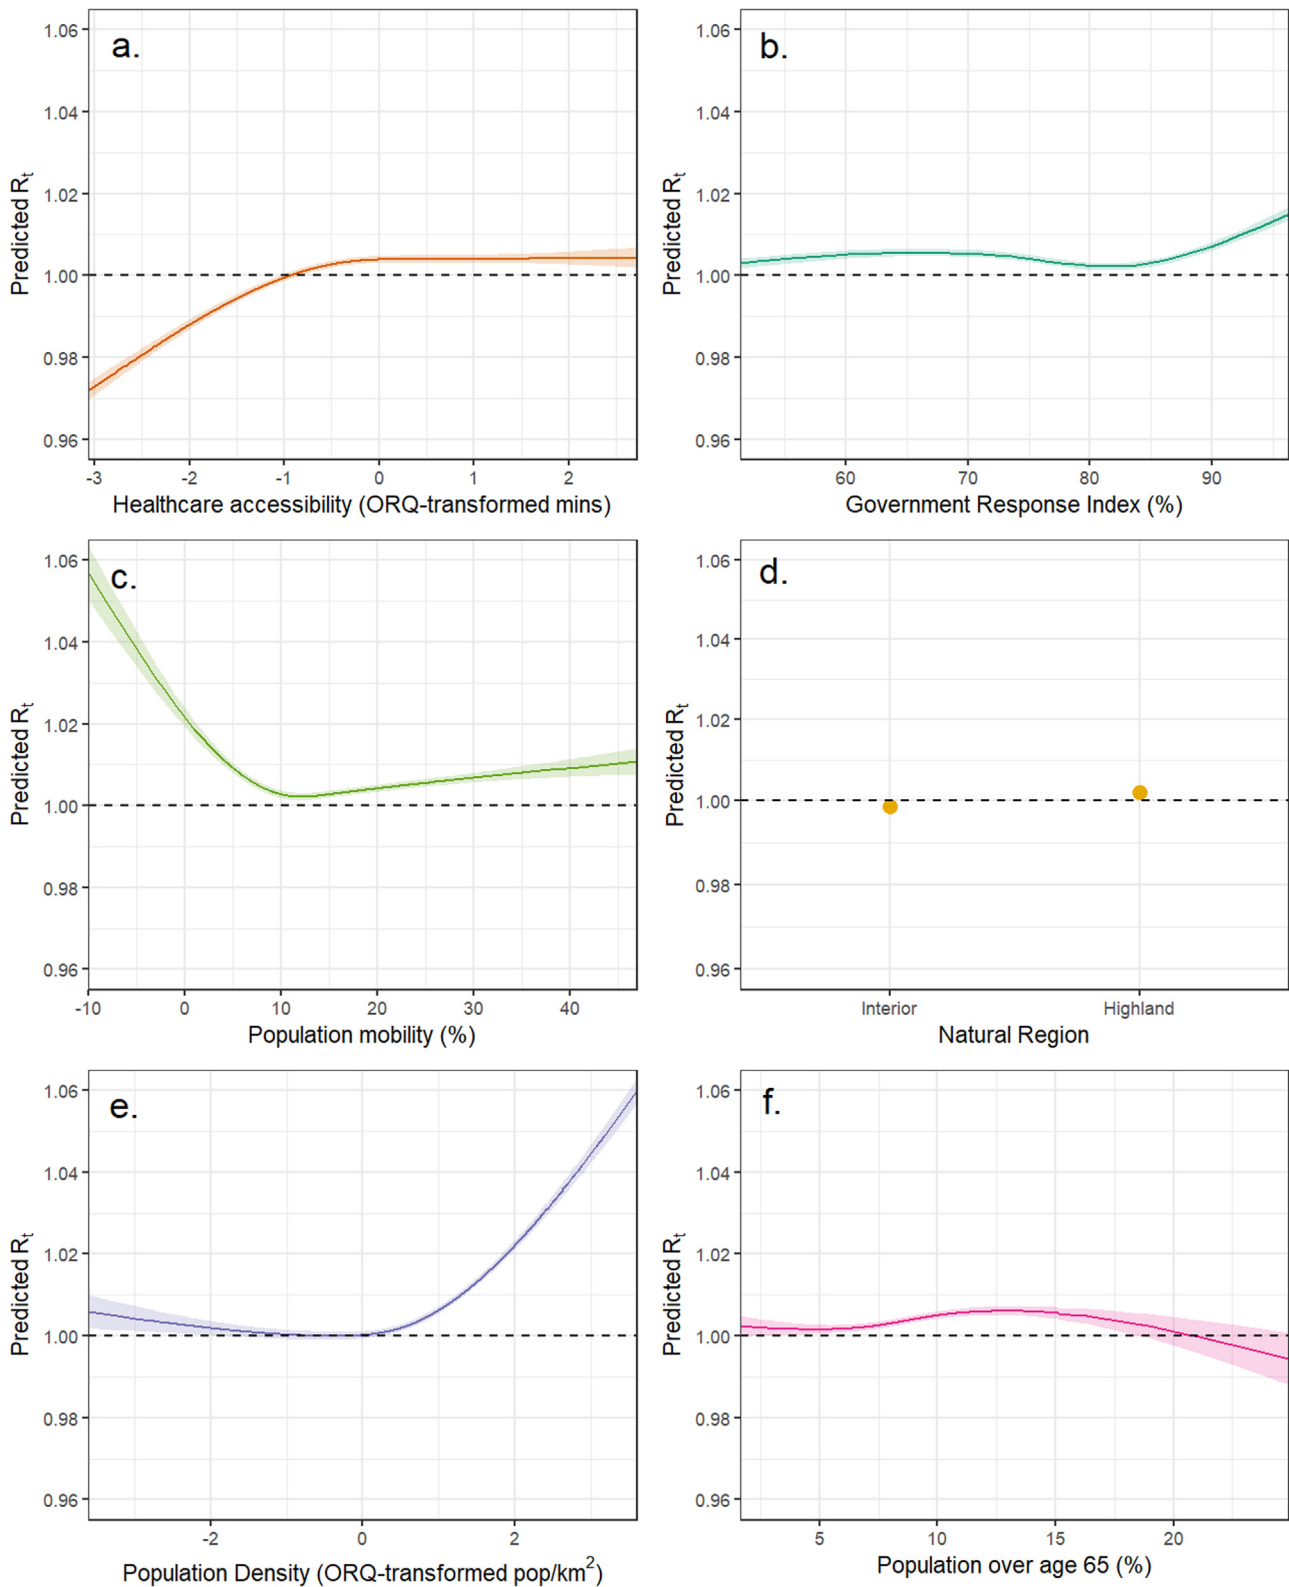 a.
1.06
1.04
1.02
1.00
0.98
0.96
Predicted Rₜ
-3 -2 -1 0 1 2
Healthcare accessibility (ORQ-transformed mins)
b.
1.06
1.04
1.02
1.00
0.98
0.96
Predicted Rₜ
60 70 80 90
Government Response Index (%)
c.
1.06
1.04
1.02
1.00
0.98
0.96
Predicted Rₜ
-10 0 10 20 30 40
Population mobility (%)
d.
1.06
1.04
1.02
1.00
0.98
0.96
Predicted Rₜ
Interior Highland
Natural Region
e.
1.06
1.04
1.02
1.00
0.98
0.96
Predicted Rₜ
-2 0 2
Population Density (ORQ-transformed pop/km²)
f.
1.06
1.04
1.02
1.00
0.98
0.96
Predicted Rₜ
5 10 15 20
Population over age 65 (%)